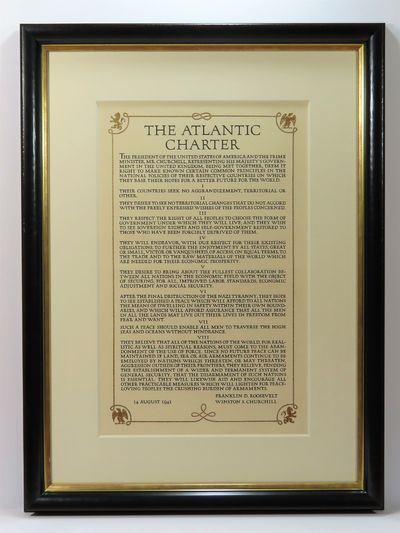 THE ATLANTIC
CHARTER
THE PRESIDENT OF THE UNITED STATES OF AMERICA AND THE PRIME
MINISTER, MR. CHURCHILL, REPRESENTING HIS MAJESTY'S GOVERN-
MENT IN THE UNITED KINGDOM, BEING MET TOGETHER, DEEM IT
RIGHT TO MAKE KNOWN CERTAIN COMMON PRINCIPLES IN THE
NATIONAL POLICIES OF THEIR RESPECTIVE COUNTRIES ON WHICH
THEY BASE THEIR HOPES FOR A BETTER FUTURE FOR THE WORLD.
I
THEIR COUNTRIES SEEK NO AGGRANDIZEMENT, TERRITORIAL OR
OTHER.
II
THEY DESIRE TO SEE NO TERRITORIAL CHANGES THAT DO NOT ACCORD
WITH THE FREELY EXPRESSED WISHES OF THE PEOPLES CONCERNED.
III
THEY RESPECT THE RIGHT OF ALL PEOPLES TO CHOOSE THE FORM OF
GOVERNMENT UNDER WHICH THEY WILL LIVE; AND THEY WISH
TO SEE SOVEREIGN RIGHTS AND SELF-GOVERNMENT RESTORED TO
THOSE WHO HAVE BEEN FORCIBLY DEPRIVED OF THEM.
IV
THEY WILL ENDEAVOR, WITH DUE RESPECT FOR THEIR EXISTING
OBLIGATIONS, TO FURTHER THE ENJOYMENT BY ALL STATES, GREAT
OR SMALL, VICTOR OR VANQUISHED, OF ACCESS, ON EQUAL TERMS, TO
THE TRADE AND TO THE RAW MATERIALS OF THE WORLD WHICH
ARE NEEDED FOR THEIR ECONOMIC PROSPERITY.
V
THEY DESIRE TO BRING ABOUT THE FULLEST COLLABORATION BE-
TWEEN ALL NATIONS IN THE ECONOMIC FIELD WITH THE OBJECT
OF SECURING, FOR ALL, IMPROVED LABOR STANDARDS, ECONOMIC
ADJUSTMENT AND SOCIAL SECURITY.
VI
AFTER THE FINAL DESTRUCTION OF THE NAZI TYRANNY, THEY HOPE
TO SEE ESTABLISHED A PEACE WHICH WILL AFFORD TO ALL NATIONS
THE MEANS OF DWELLING IN SAFETY WITHIN THEIR OWN BOUND-
ARIES, AND WHICH WILL AFFORD ASSURANCE THAT ALL THE MEN
IN ALL THE LANDS MAY LIVE OUT THEIR LIVES IN FREEDOM FROM
FEAR AND WANT.
VII
SUCH A PEACE SHOULD ENABLE ALL MEN TO TRAVERSE THE HIGH
SEAS AND OCEANS WITHOUT HINDRANCE.
VIII
THEY BELIEVE THAT ALL OF THE NATIONS OF THE WORLD, FOR REAL-
ISTIC AS WELL AS SPIRITUAL REASONS, MUST COME TO THE ABAN-
DONMENT OF THE USE OF FORCE. SINCE NO FUTURE PEACE CAN BE
MAINTAINED IF LAND, SEA OR AIR ARMAMENTS CONTINUE TO BE
EMPLOYED BY NATIONS WHICH THREATEN, OR MAY THREATEN,
AGGRESSION OUTSIDE OF THEIR FRONTIERS, THEY BELIEVE, PENDING
THE ESTABLISHMENT OF A WIDER AND PERMANENT SYSTEM OF
GENERAL SECURITY, THAT THE DISARMAMENT OF SUCH NATIONS
IS ESSENTIAL. THEY WILL LIKEWISE AID AND ENCOURAGE ALL
OTHER PRACTICABLE MEASURES WHICH WILL LIGHTEN FOR PEACE-
LOVING PEOPLES THE CRUSHING BURDEN OF ARMAMENTS.
FRANKLIN D. ROOSEVELT
14 AUGUST 1941 WINSTON S. CHURCHILL